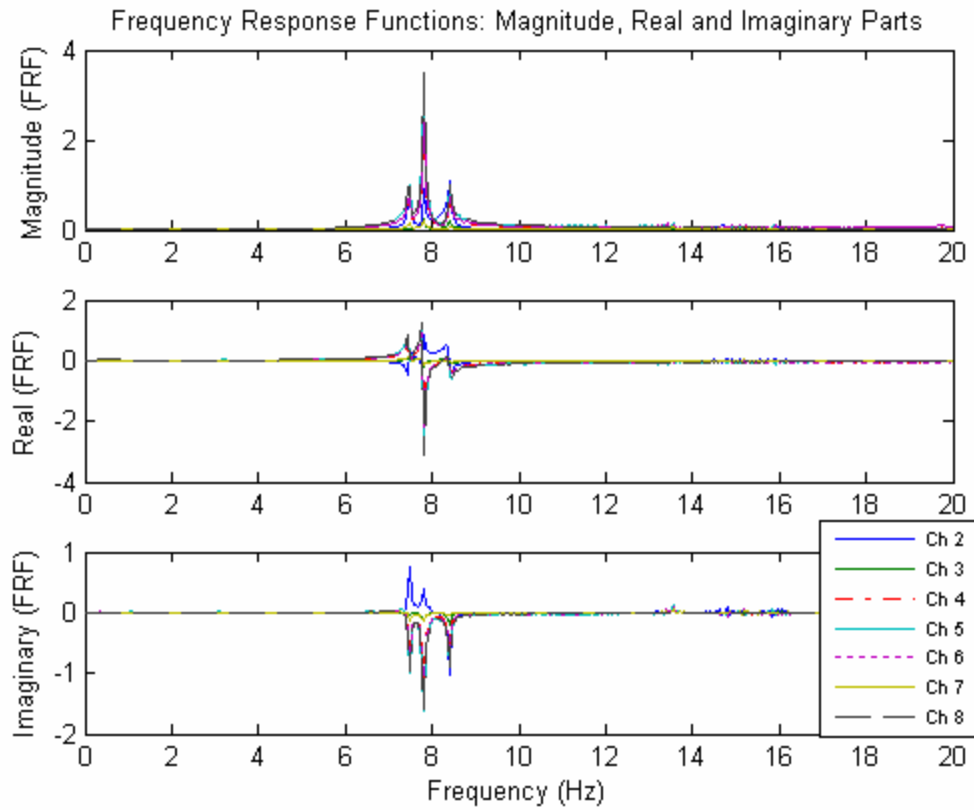 Frequency Response Functions: Magnitude, Real and Imaginary Parts
Magnitude (FRF)
4
2
0
0 2 4 6 8 10 12 14 16 18 20
Real (FRF)
2
0
-2
-4
0 2 4 6 8 10 12 14 16 18 20
Imaginary (FRF)
1
0
-1
-2
0 2 4 6 8 10 12 14 16 18 20
Frequency (Hz)
Ch 2
Ch 3
Ch 4
Ch 5
Ch 6
Ch 7
Ch 8